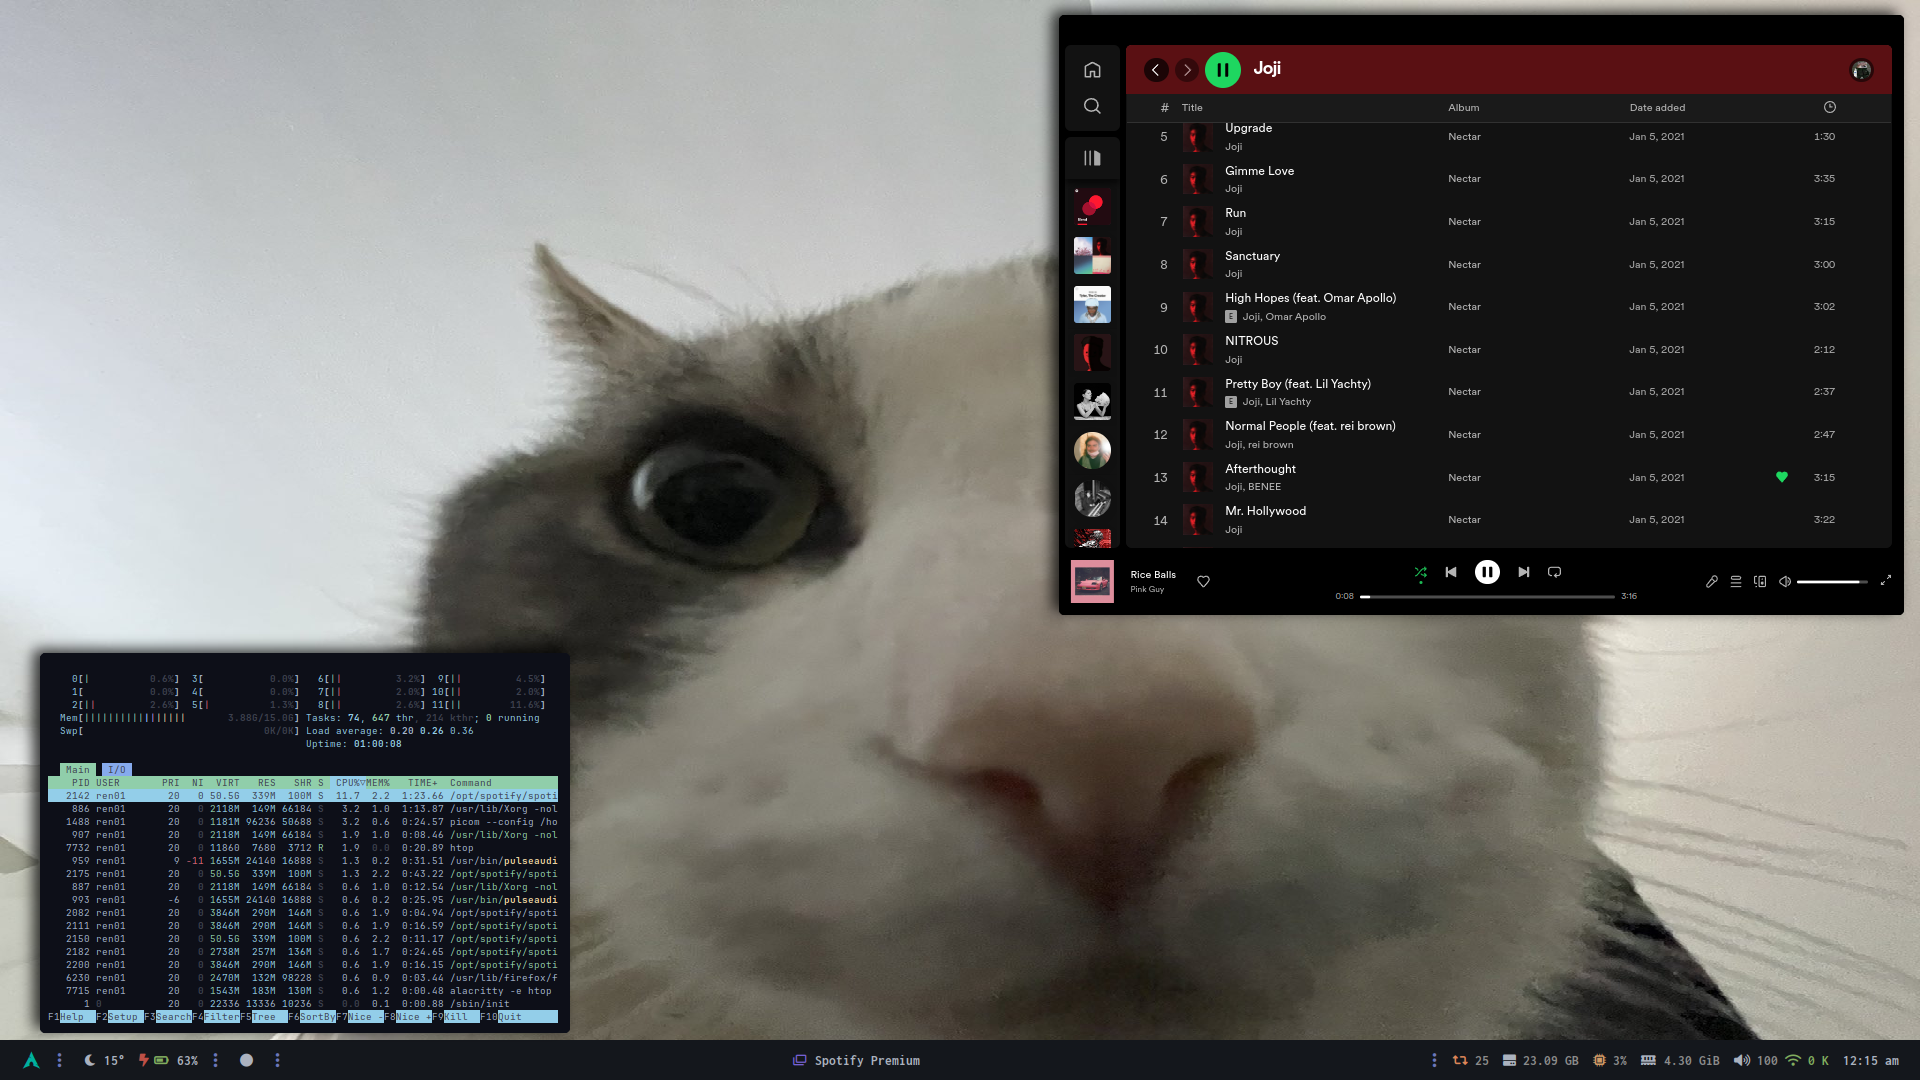 Joji
# Title Album Date added
5 Upgrade Nectar Jan 5, 2021 1:30
Joji
6 Gimme Love Nectar Jan 5, 2021 3:35
Joji
7 Run Nectar Jan 5, 2021 3:15
Joji
8 Sanctuary Nectar Jan 5, 2021 3:00
Joji
9 High Hopes (feat. Omar Apollo) Nectar Jan 5, 2021 3:02
E Joji, Omar Apollo
10 NITROUS Nectar Jan 5, 2021 2:12
Joji
11 Pretty Boy (feat. Lil Yachty) Nectar Jan 5, 2021 2:37
E Joji, Lil Yachty
12 Normal People (feat. rei brown) Nectar Jan 5, 2021 2:47
Joji, rei brown
13 Afterthought Nectar Jan 5, 2021 3:15
Joji, BENEE
14 Mr. Hollywood Nectar Jan 5, 2021 3:22
Joji
Rice Balls
Pink Guy
0:08 3:16
0[| 0.6%] 3[ 0.0%] 6[|| 3.2%] 9[|| 4.5%]
1[ 0.0%] 4[ 0.0%] 7[|| 2.0%] 10[|| 2.0%]
2[|| 2.6%] 5[| 1.3%] 8[|| 2.6%] 11[|| 11.6%]
Mem[||||||||||||||||| 3.88G/15.0G] Tasks: 74, 647 thr, 214 kthr; 0 running
Swp[ 0K/0K] Load average: 0.20 0.26 0.36
Uptime: 01:00:08
Main I/O
PID USER PRI NI VIRT RES SHR S CPU%▽MEM% TIME+ Command
2142 ren01 20 0 50.5G 339M 100M S 11.7 2.2 1:23.66 /opt/spotify/spoti
886 ren01 20 0 2118M 149M 66184 S 3.2 1.0 1:13.87 /usr/lib/Xorg -nol
1488 ren01 20 0 1181M 96236 50688 S 3.2 0.6 0:24.57 picom --config /ho
907 ren01 20 0 2118M 149M 66184 S 1.9 1.0 0:08.46 /usr/lib/Xorg -nol
7732 ren01 20 0 11860 7680 3712 R 1.9 0.0 0:20.89 htop
959 ren01 9 -11 1655M 24140 16888 S 1.3 0.2 0:31.51 /usr/bin/pulseaudi
2175 ren01 20 0 50.5G 339M 100M S 1.3 2.2 0:43.22 /opt/spotify/spoti
887 ren01 20 0 2118M 149M 66184 S 0.6 1.0 0:12.54 /usr/lib/Xorg -nol
993 ren01 -6 0 1655M 24140 16888 S 0.6 0.2 0:25.95 /usr/bin/pulseaudi
2082 ren01 20 0 3846M 290M 146M S 0.6 1.9 0:04.94 /opt/spotify/spoti
2111 ren01 20 0 3846M 290M 146M S 0.6 1.9 0:16.59 /opt/spotify/spoti
2150 ren01 20 0 50.5G 339M 100M S 0.6 2.2 0:11.17 /opt/spotify/spoti
2182 ren01 20 0 2738M 257M 136M S 0.6 1.7 0:24.65 /opt/spotify/spoti
2200 ren01 20 0 3846M 290M 146M S 0.6 1.9 0:16.15 /opt/spotify/spoti
6230 ren01 20 0 2470M 132M 98228 S 0.6 0.9 0:03.44 /usr/lib/firefox/f
7715 ren01 20 0 1543M 183M 130M S 0.6 1.2 0:00.48 alacritty -e htop
1 0 20 0 22336 13336 10236 S 0.0 0.1 0:00.88 /sbin/init
F1Help F2Setup F3SearchF4FilterF5Tree F6SortByF7Nice -F8Nice +F9Kill F10Quit
15° 63% Spotify Premium 25 23.09 GB 3% 4.30 GiB 100 0 K 12:15 am